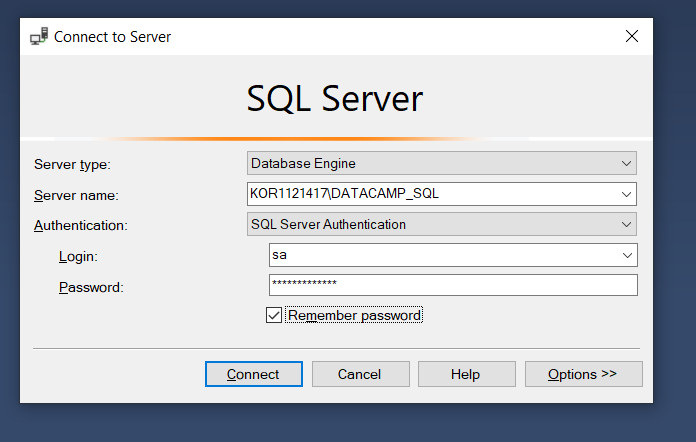 Connect to Server
SQL Server
Server type: Database Engine
Server name: KOR1121417\DATACAMP_SQL
Authentication: SQL Server Authentication
Login: sa
Password: *************
Remember password
Connect Cancel Help Options >>